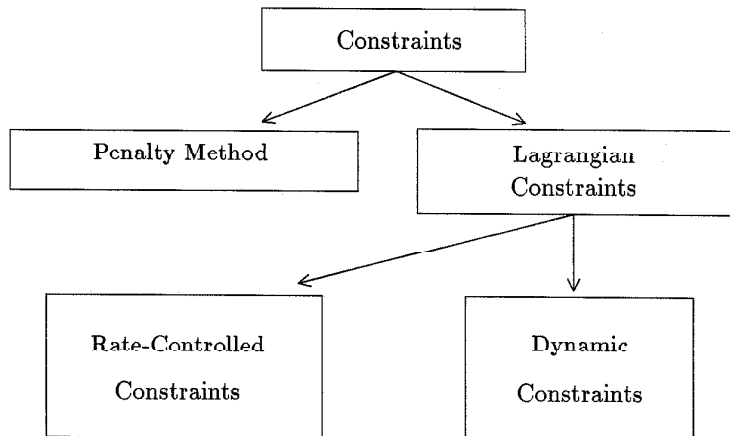 Constraints
Penalty Method
Lagrangian
Constraints
Rate-Controlled
Constraints
Dynamic
Constraints